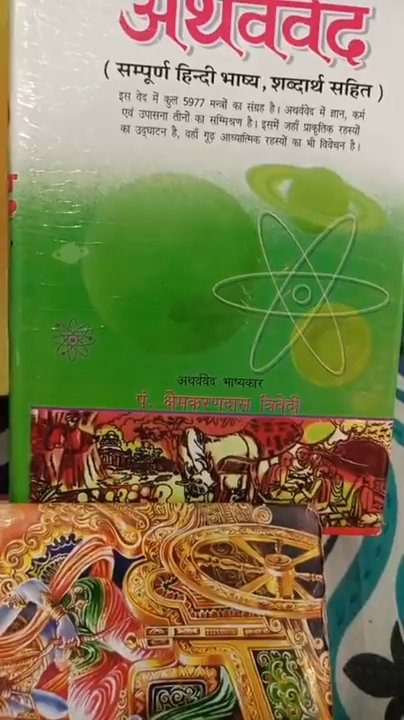 अथर्ववेद
( सम्पूर्ण हिन्दी भाष्य, शब्दार्थ सहित )
इस वेद में कुल 5977 मन्त्रों का संग्रह है। अथर्ववेद में ज्ञान, कर्म
एवं उपासना तीनों का सम्मिश्रण है। इसमें जहाँ प्राकृतिक रहस्यों
का उद्घाटन है, वहाँ गूढ़ आध्यात्मिक रहस्यों का भी विवेचन है।
अथर्ववेद भाष्यकार
पं. क्षेमकरणदास त्रिवेदी